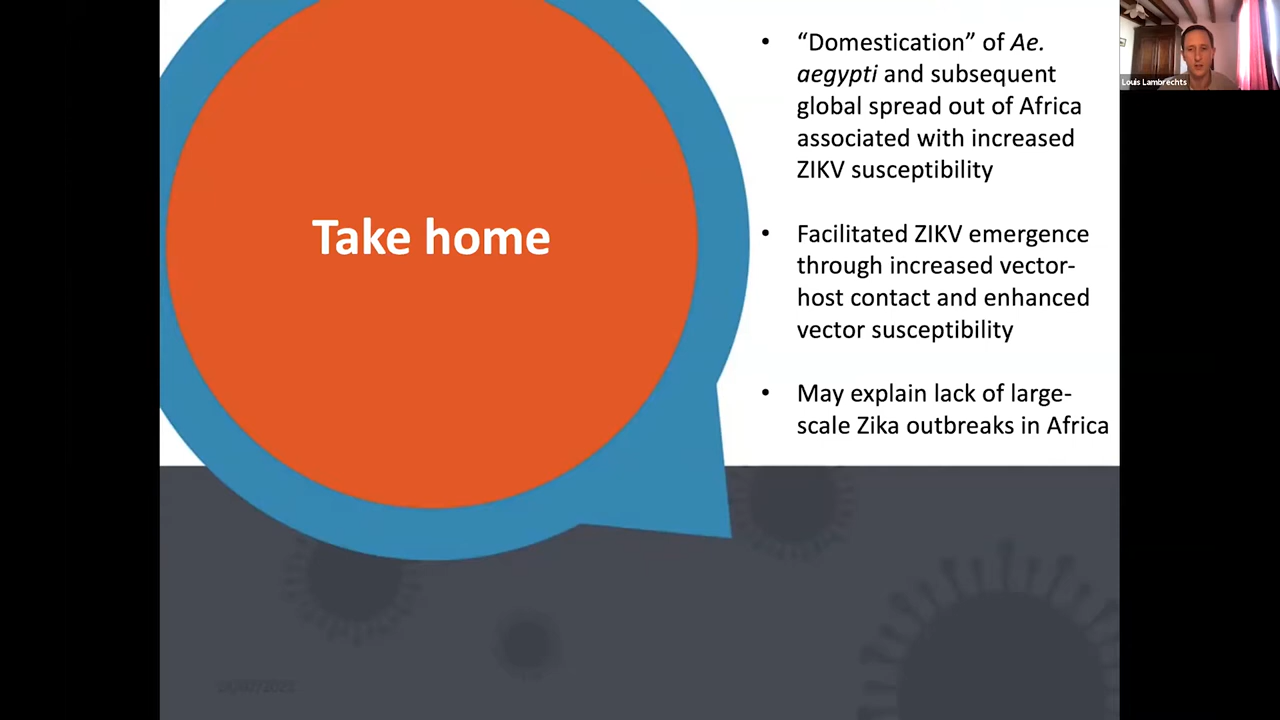 Take home
• “Domestication” of Ae.
aegypti and subsequent
global spread out of Africa
associated with increased
ZIKV susceptibility
• Facilitated ZIKV emergence
through increased vector-
host contact and enhanced
vector susceptibility
• May explain lack of large-
scale Zika outbreaks in Africa
Louis Lambrechts